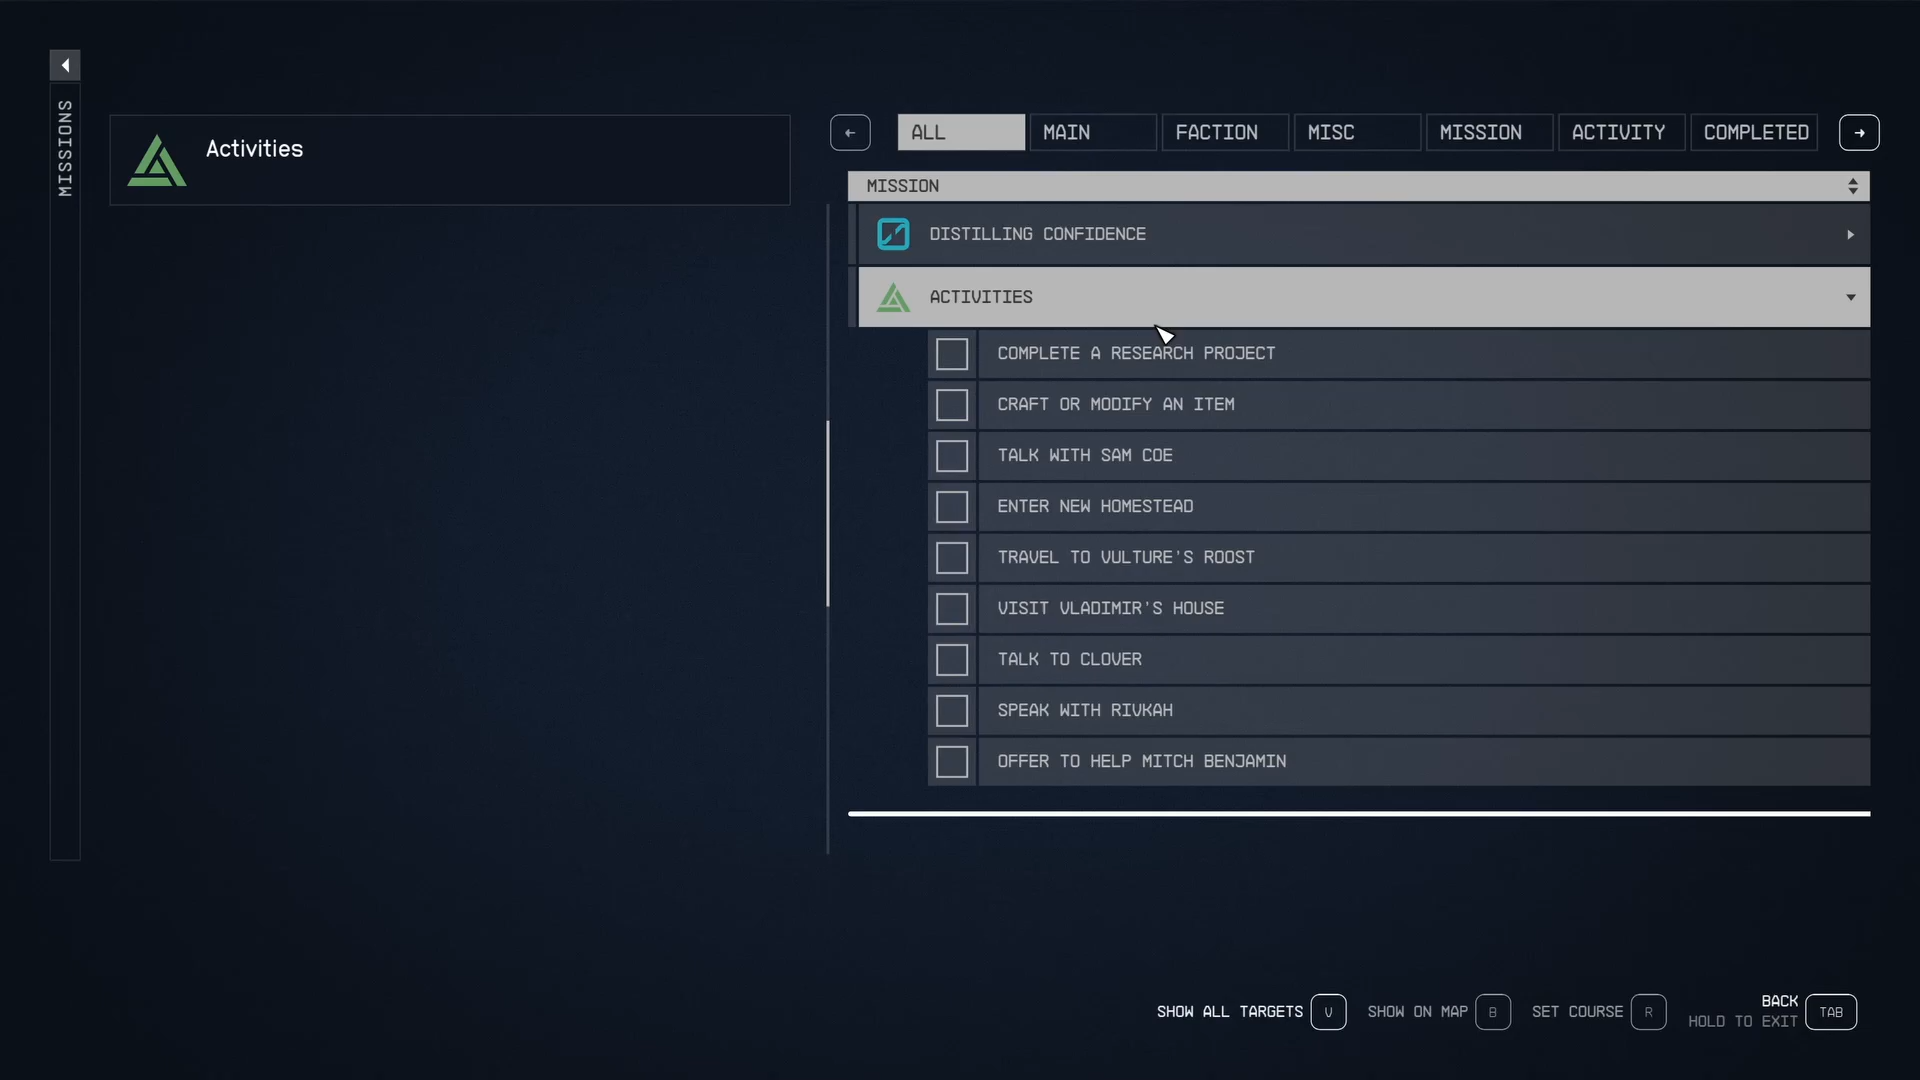 MISSIONS
Activities
ALL
MAIN
FACTION
MISC
MISSION
ACTIVITY
COMPLETED
MISSION
DISTILLING CONFIDENCE
ACTIVITIES
COMPLETE A RESEARCH PROJECT
CRAFT OR MODIFY AN ITEM
TALK WITH SAM COE
ENTER NEW HOMESTEAD
TRAVEL TO VULTURE'S ROOST
VISIT VLADIMIR'S HOUSE
TALK TO CLOVER
SPEAK WITH RIVKAH
OFFER TO HELP MITCH BENJAMIN
SHOW ALL TARGETS V
SHOW ON MAP B
SET COURSE R
BACK
HOLD TO EXIT
TAB